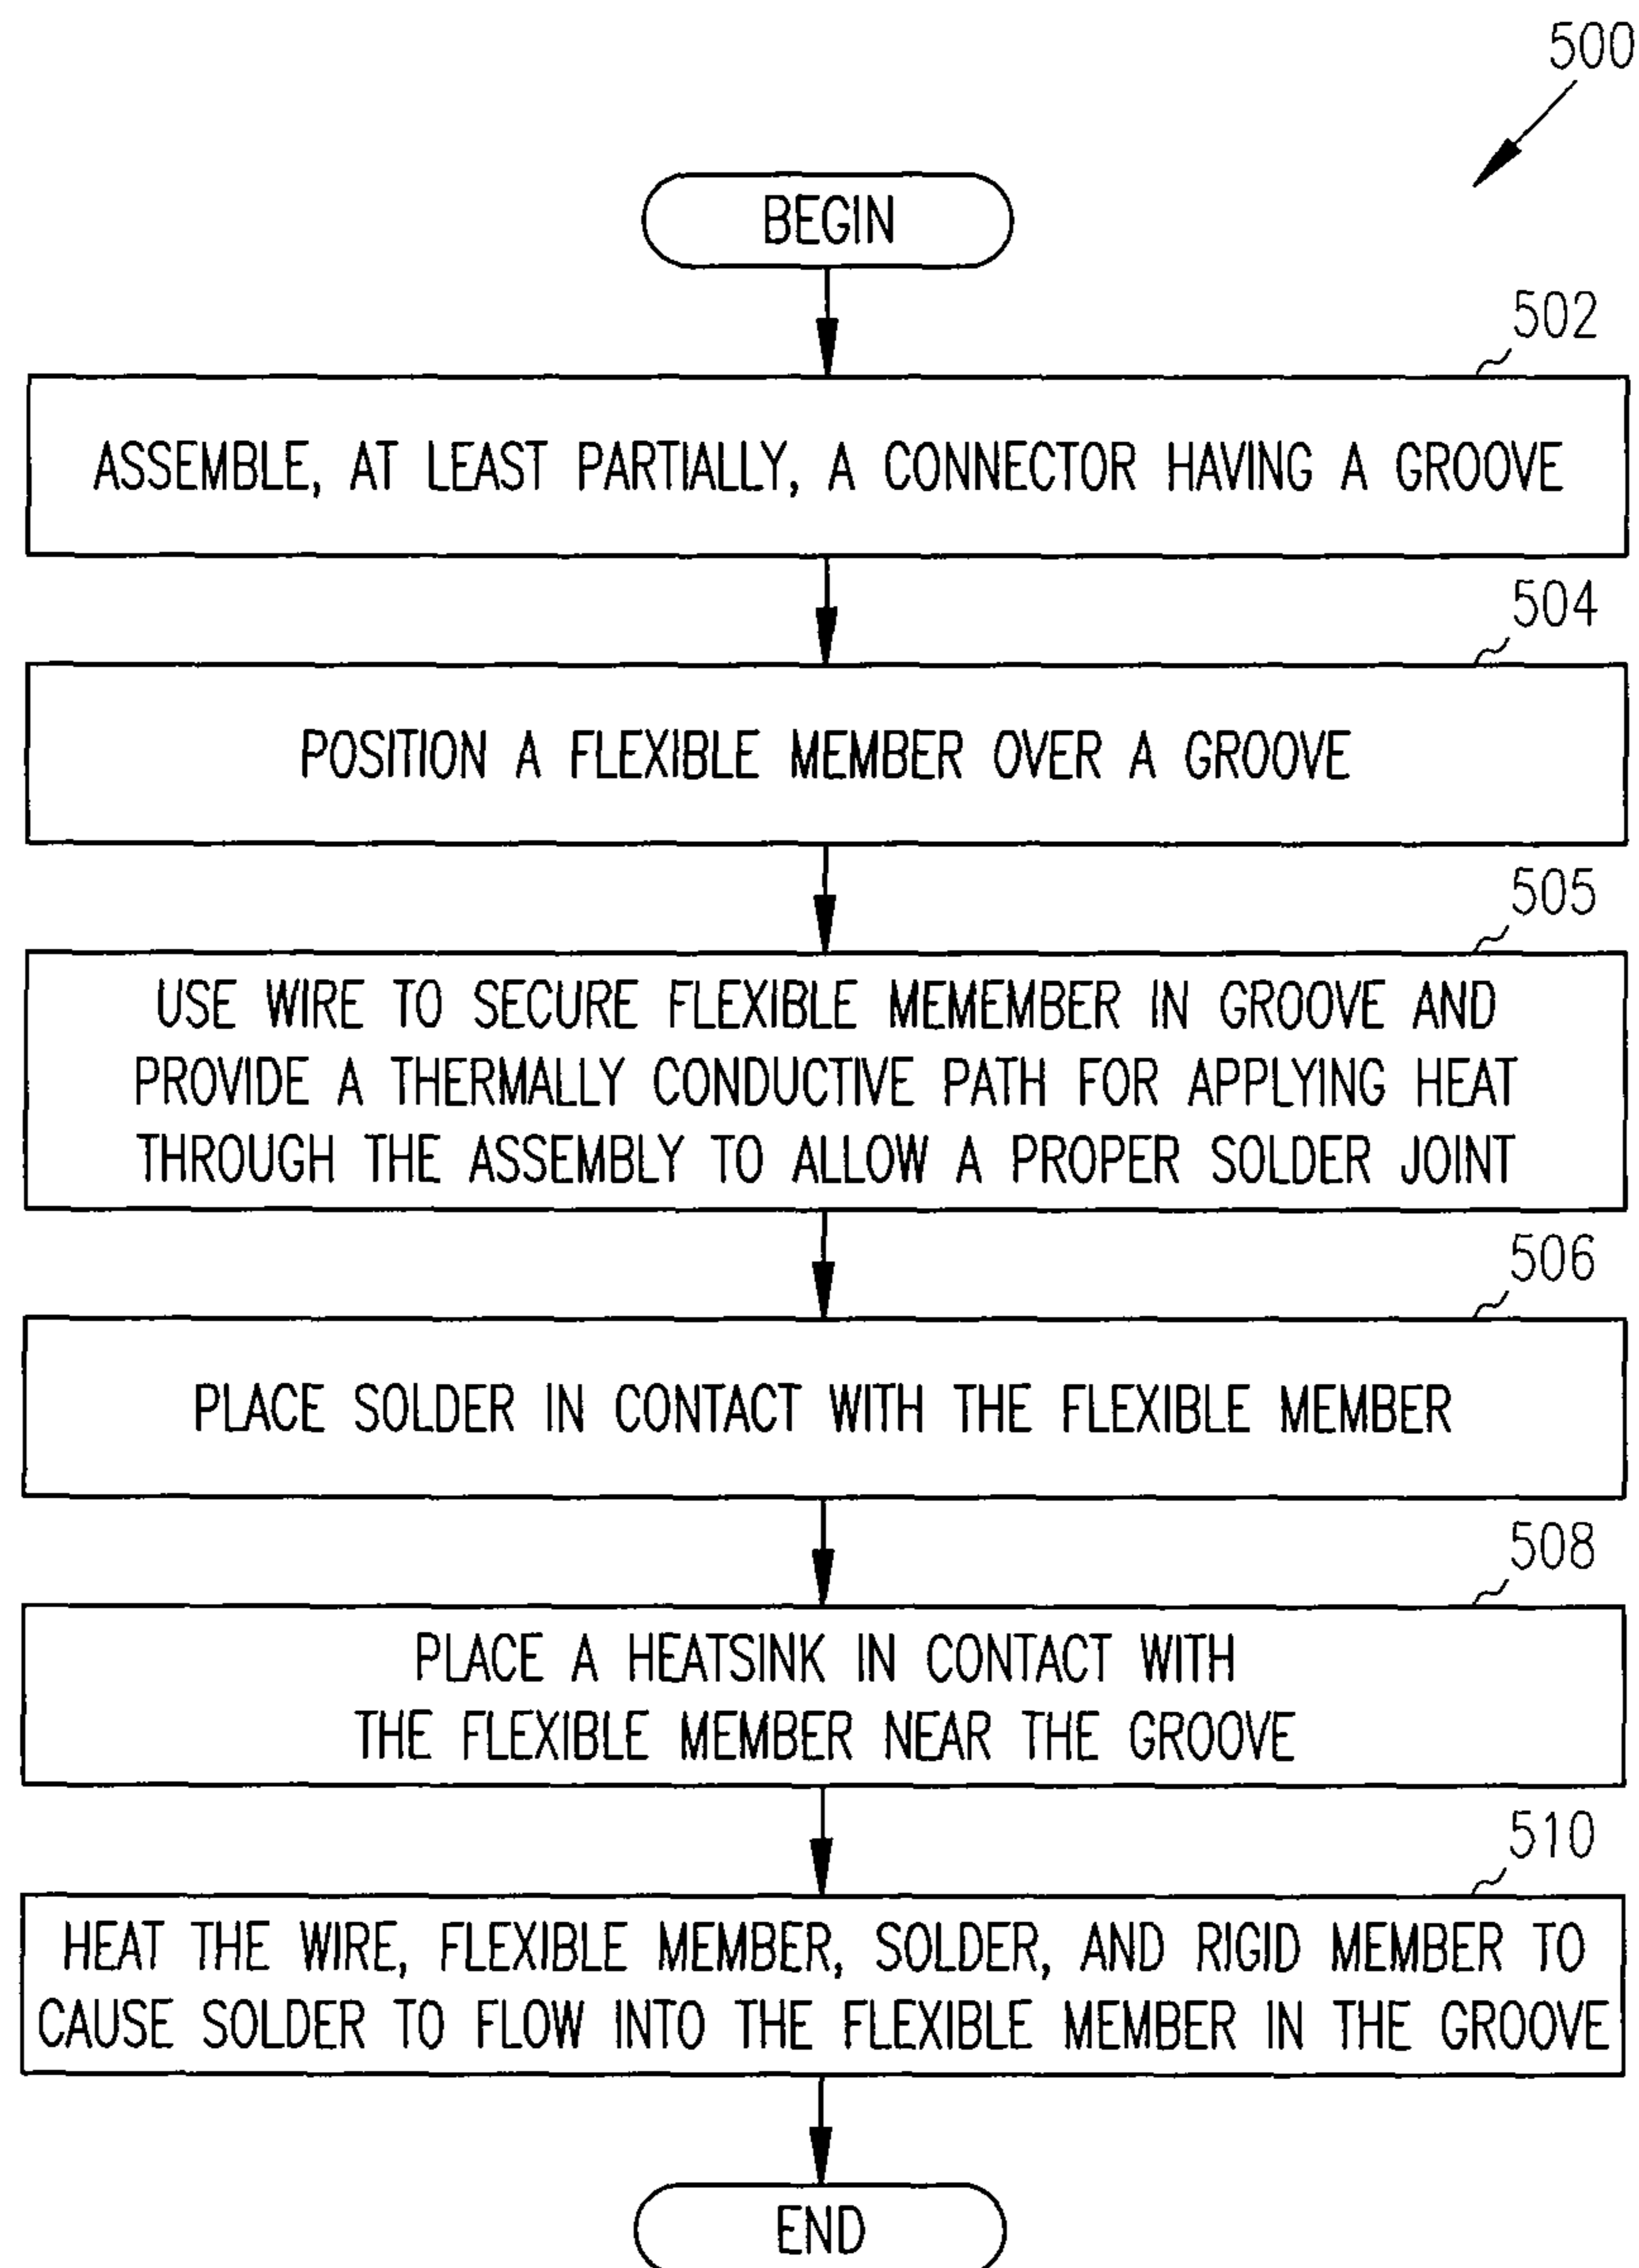 500
BEGIN
502
ASSEMBLE, AT LEAST PARTIALLY, A CONNECTOR HAVING A GROOVE
504
POSITION A FLEXIBLE MEMBER OVER A GROOVE
505
USE WIRE TO SECURE FLEXIBLE MEMEMBER IN GROOVE AND
PROVIDE A THERMALLY CONDUCTIVE PATH FOR APPLYING HEAT
THROUGH THE ASSEMBLY TO ALLOW A PROPER SOLDER JOINT
506
PLACE SOLDER IN CONTACT WITH THE FLEXIBLE MEMBER
508
PLACE A HEATSINK IN CONTACT WITH
THE FLEXIBLE MEMBER NEAR THE GROOVE
510
HEAT THE WIRE, FLEXIBLE MEMBER, SOLDER, AND RIGID MEMBER TO
CAUSE SOLDER TO FLOW INTO THE FLEXIBLE MEMBER IN THE GROOVE
END